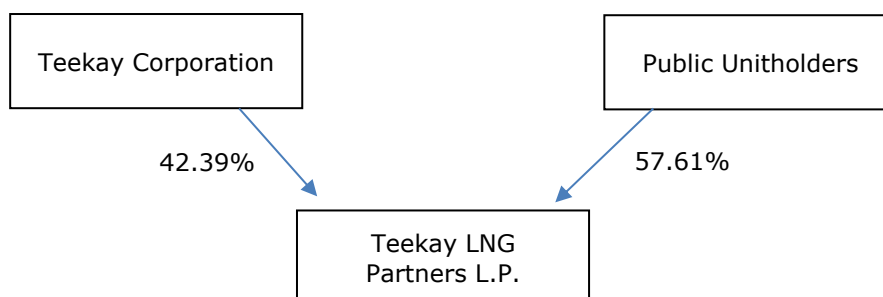 Teekay Corporation
Public Unitholders
42.39%
57.61%
Teekay LNG
Partners L.P.